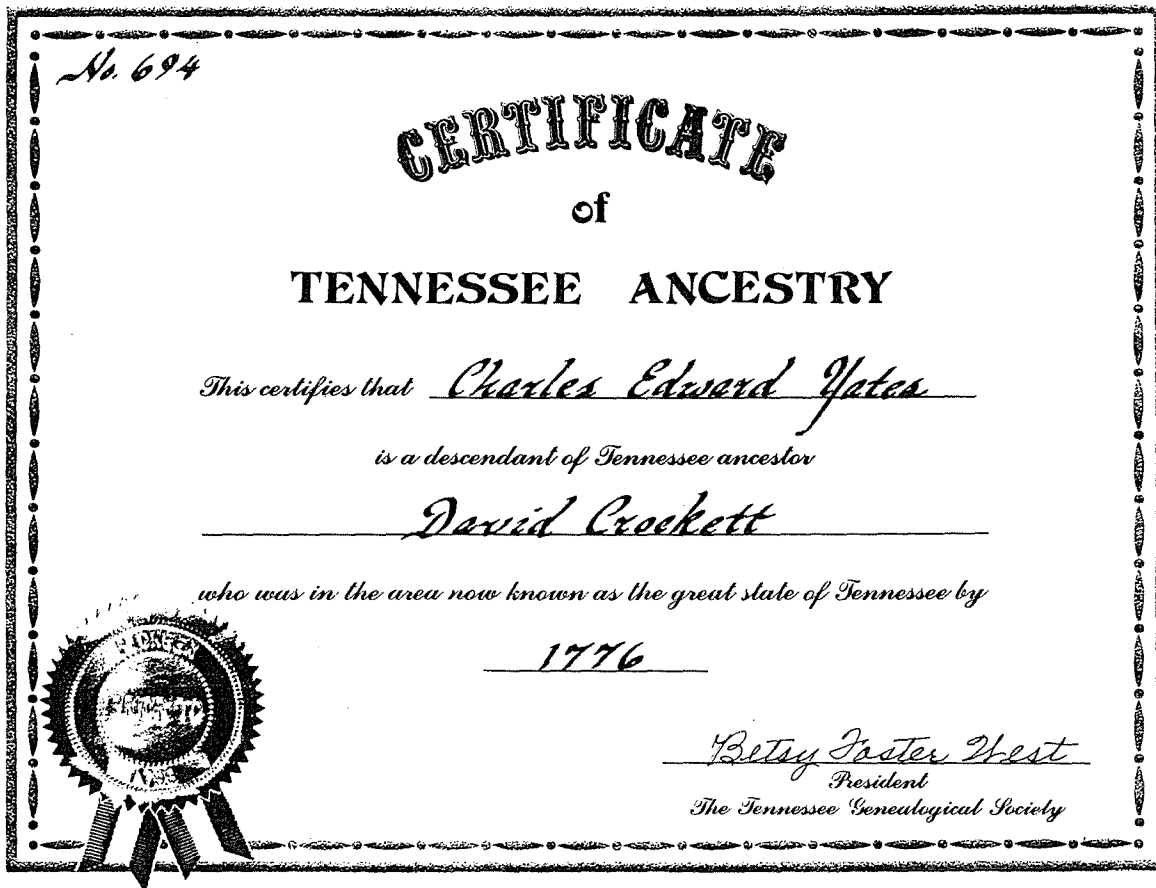 No. 694
CERTIFICATE
of
TENNESSEE ANCESTRY
This certifies that Charles Edward Yates
is a descendant of Tennessee ancestor
David Crockett
who was in the area now known as the great state of Tennessee by
1776
Betsy Foster West
President
The Tennessee Genealogical Society